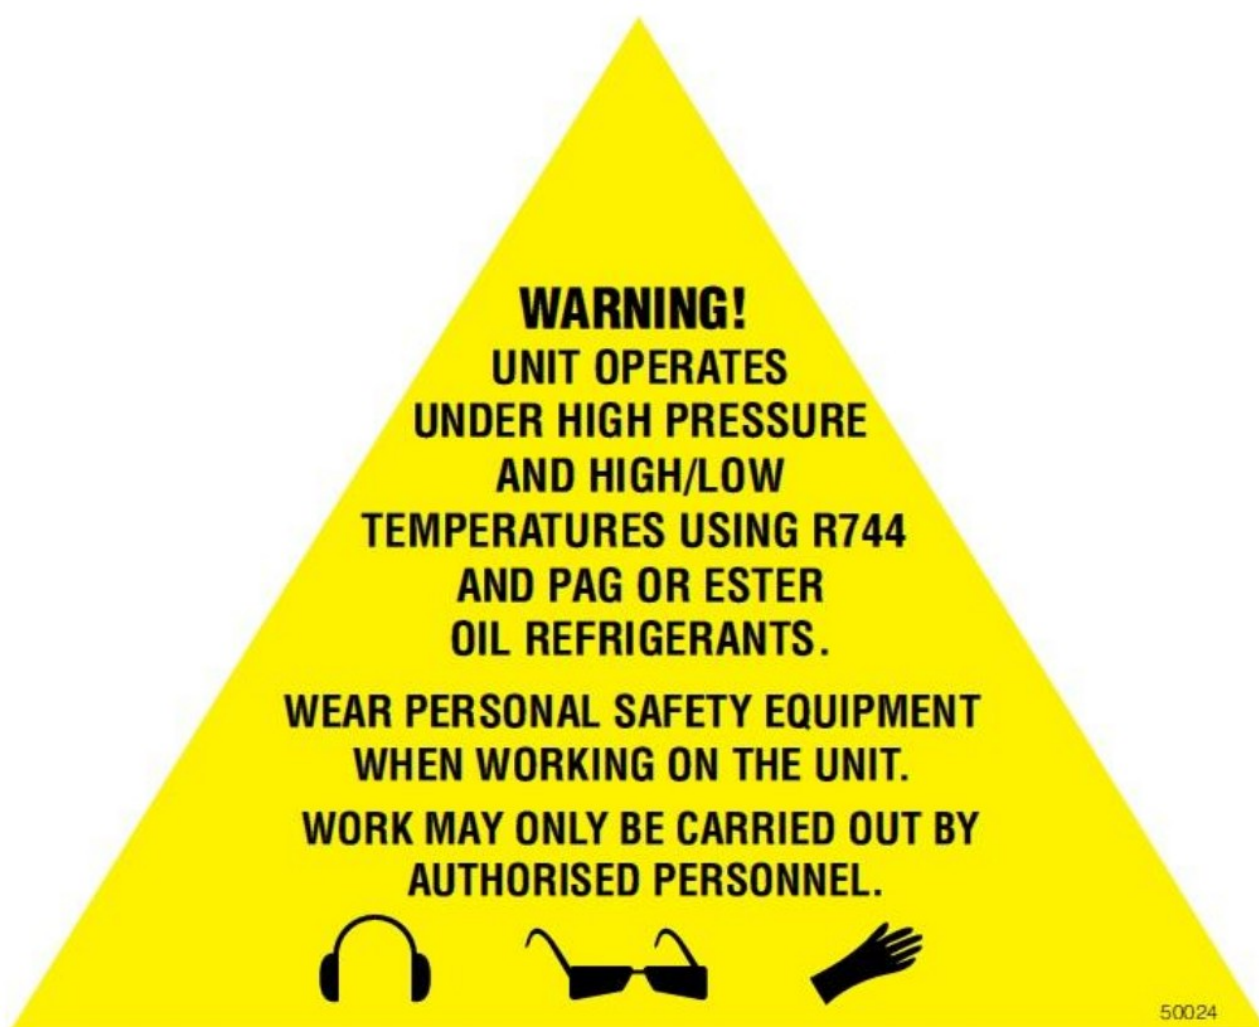 WARNING!
UNIT OPERATES
UNDER HIGH PRESSURE
AND HIGH/LOW
TEMPERATURES USING R744
AND PAG OR ESTER
OIL REFRIGERANTS.
WEAR PERSONAL SAFETY EQUIPMENT
WHEN WORKING ON THE UNIT.
WORK MAY ONLY BE CARRIED OUT BY
AUTHORISED PERSONNEL.
50024